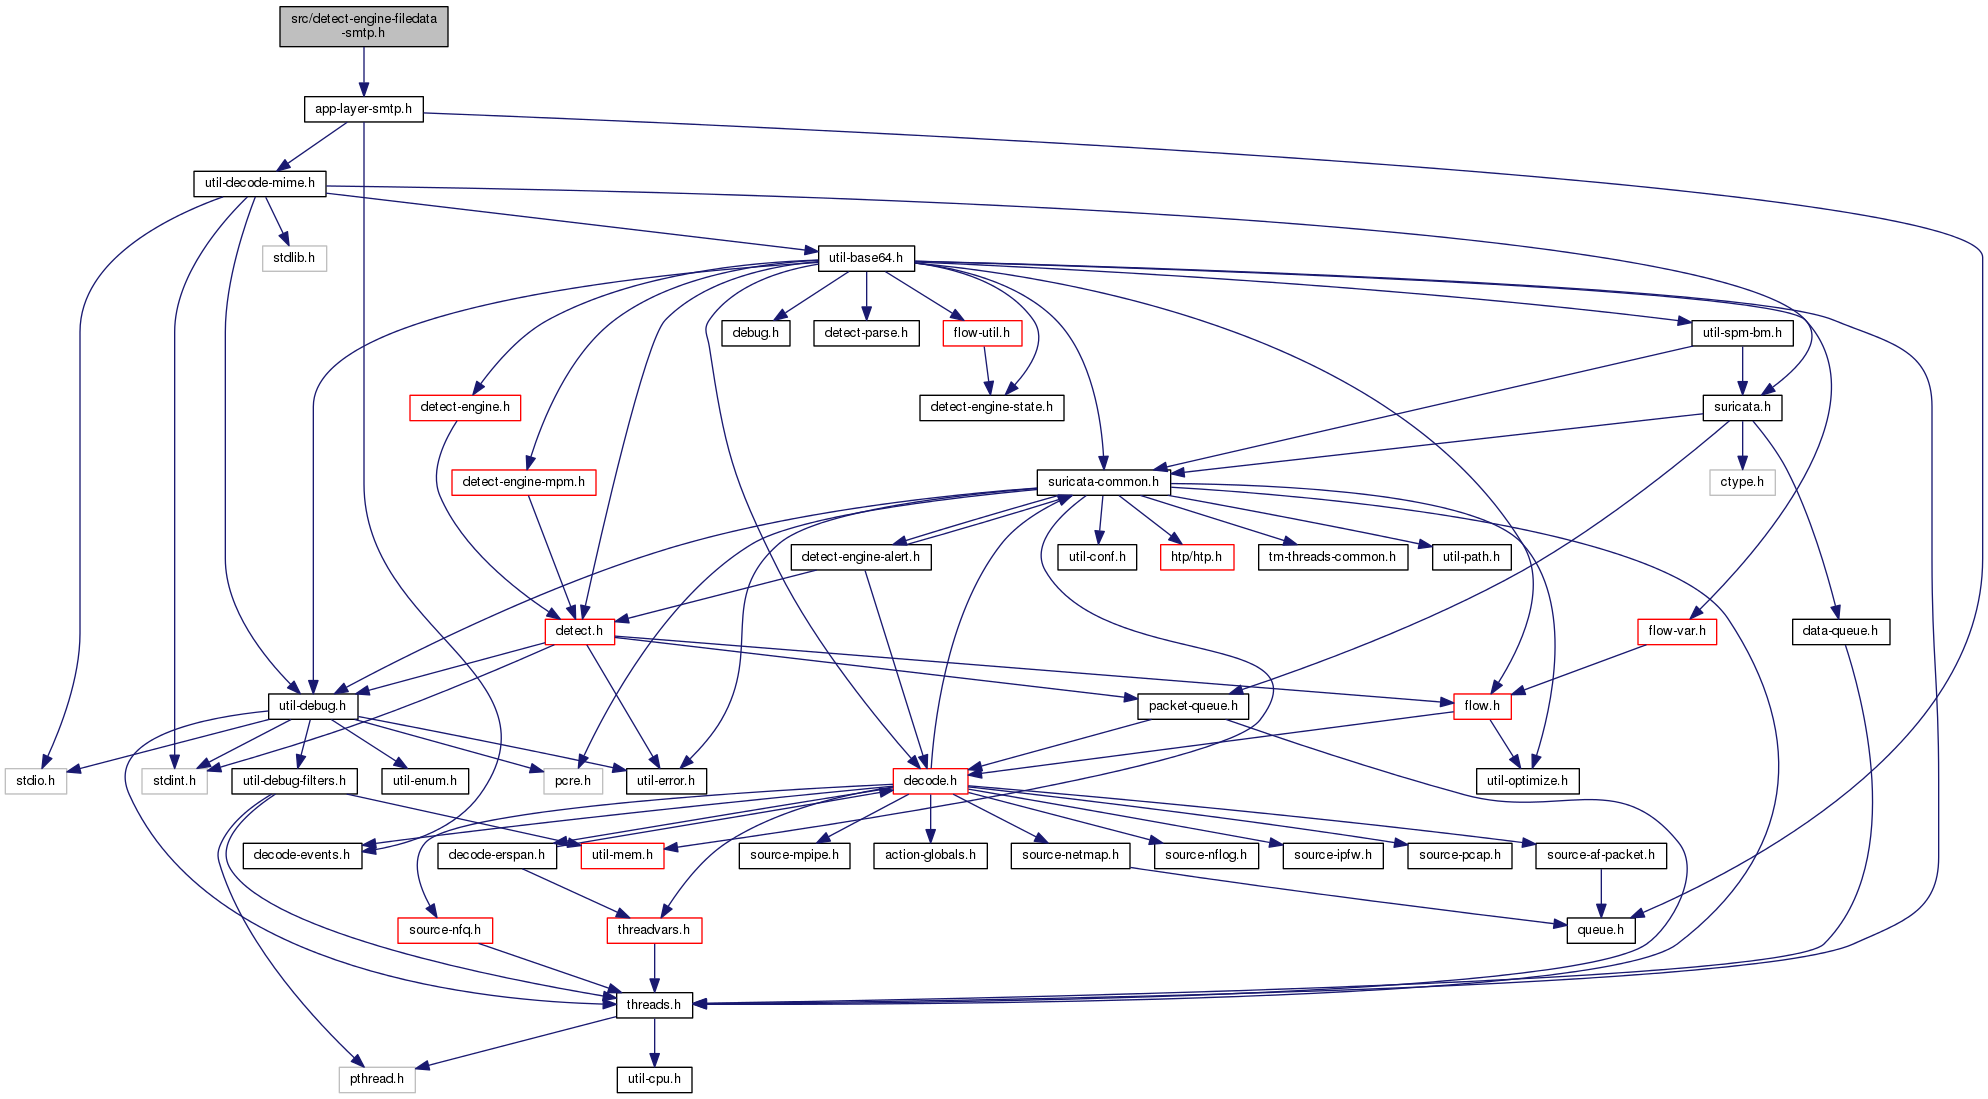 src/detect-engine-filedata
-smtp.h
app-layer-smtp.h
util-decode-mime.h
stdlib.h
util-base64.h
debug.h
detect-parse.h
flow-util.h
util-spm-bm.h
detect-engine.h
detect-engine-state.h
suricata.h
detect-engine-mpm.h
suricata-common.h
ctype.h
detect-engine-alert.h
util-conf.h
htp/htp.h
tm-threads-common.h
util-path.h
detect.h
flow-var.h
data-queue.h
util-debug.h
packet-queue.h
flow.h
stdio.h
stdint.h
util-debug-filters.h
util-enum.h
pcre.h
util-error.h
decode.h
util-optimize.h
decode-events.h
decode-erspan.h
util-mem.h
source-mpipe.h
action-globals.h
source-netmap.h
source-nflog.h
source-ipfw.h
source-pcap.h
source-af-packet.h
source-nfq.h
threadvars.h
queue.h
threads.h
pthread.h
util-cpu.h